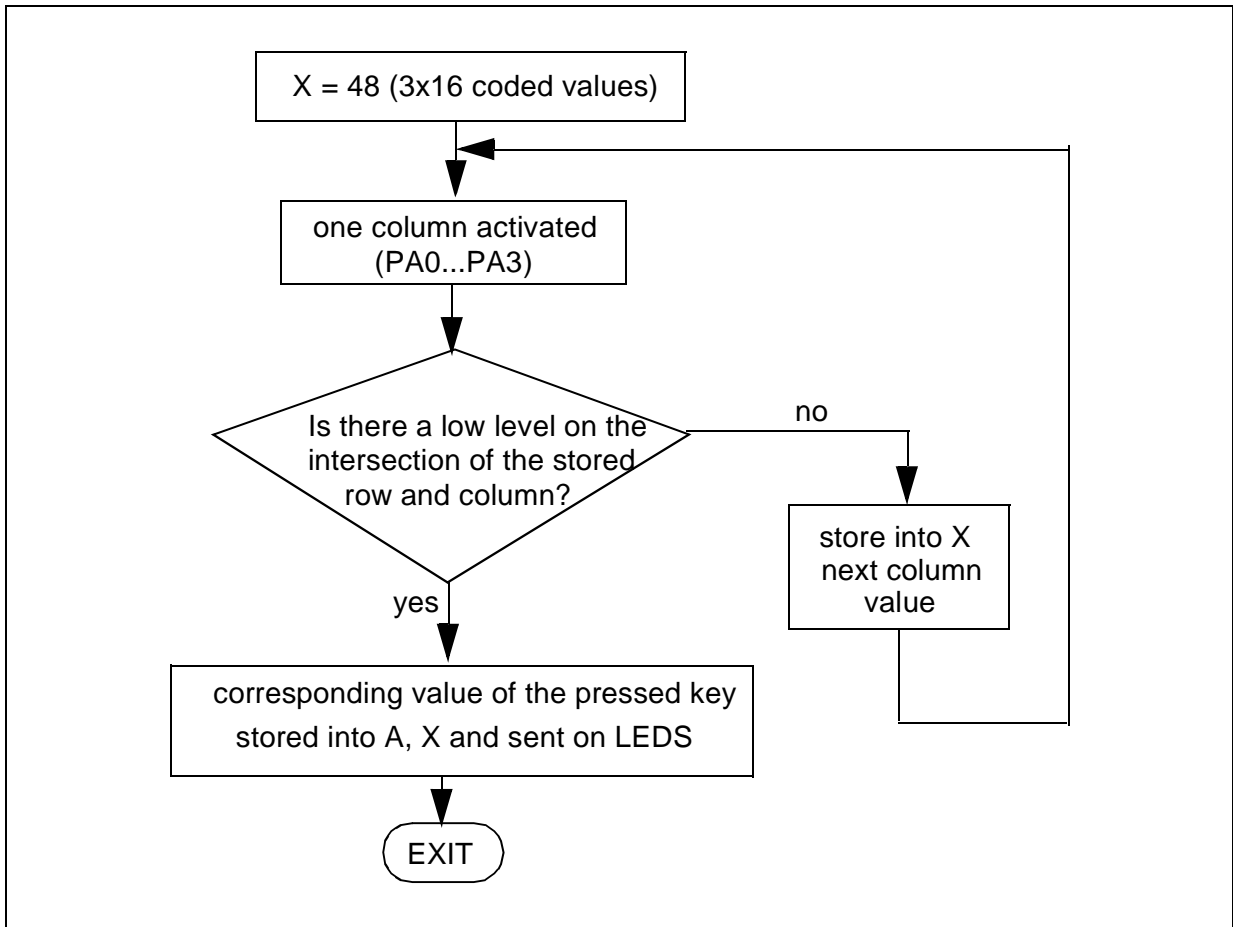 X = 48 (3x16 coded values)
one column activated
(PA0...PA3)
Is there a low level on the
intersection of the stored
row and column?
no
store into X
next column
value
yes
corresponding value of the pressed key
stored into A, X and sent on LEDS
EXIT